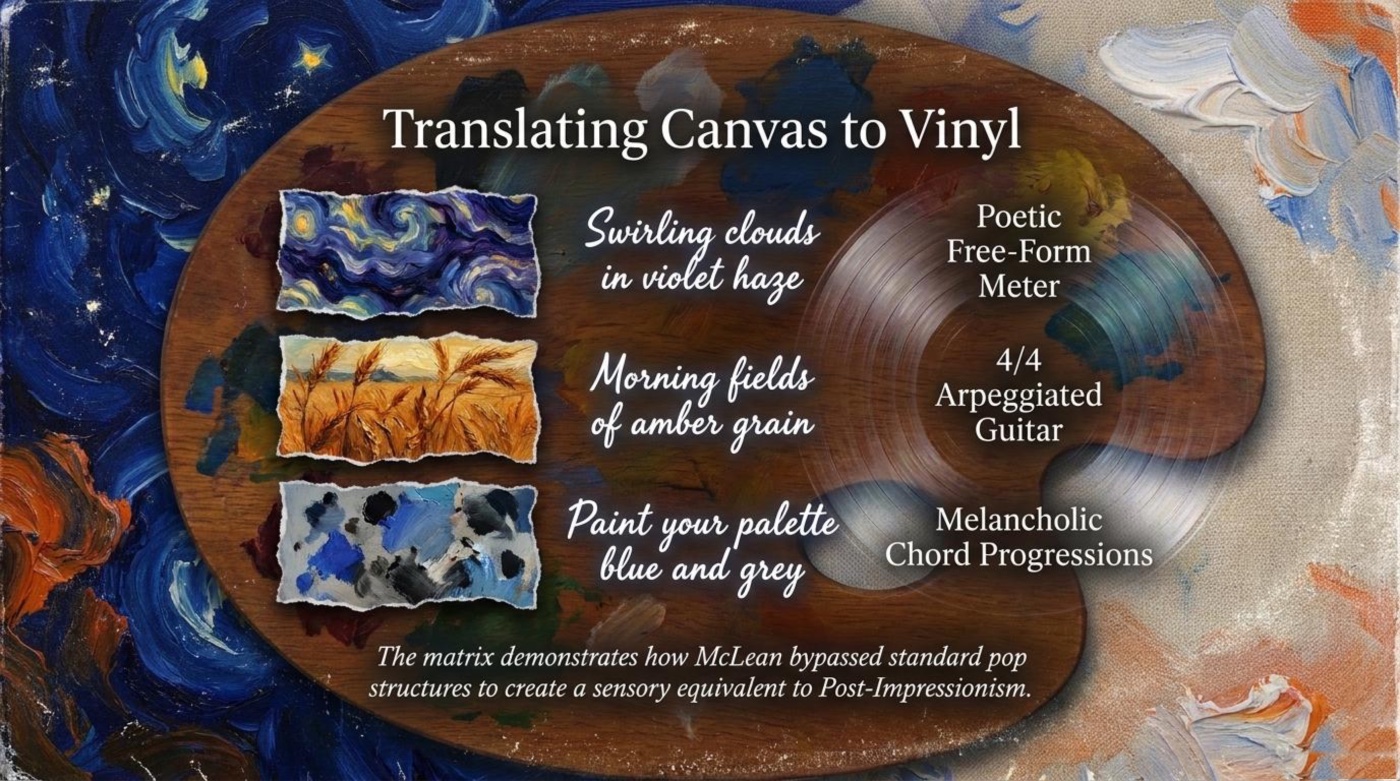 Translating Canvas to Vinyl
Swirling clouds
in violet haze
Poetic
Free-Form
Meter
Morning fields
of amber grain
4/4
Arpeggiated
Guitar
Paint your palette
blue and grey
Melancholic
Chord Progressions
The matrix demonstrates how McLean bypassed standard pop
structures to create a sensory equivalent to Post-Impressionism.